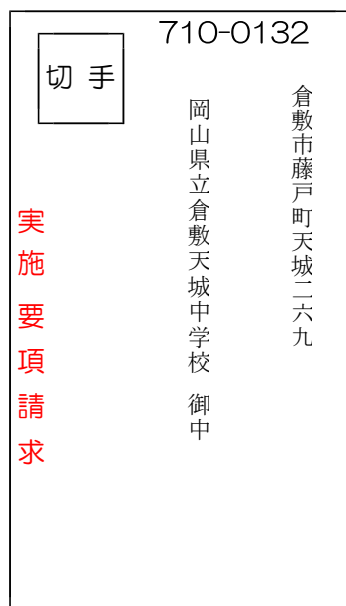 710-0132
切手
倉敷市藤戸町天城二六九
岡山県立倉敷天城中学校 御中
実施要項請求